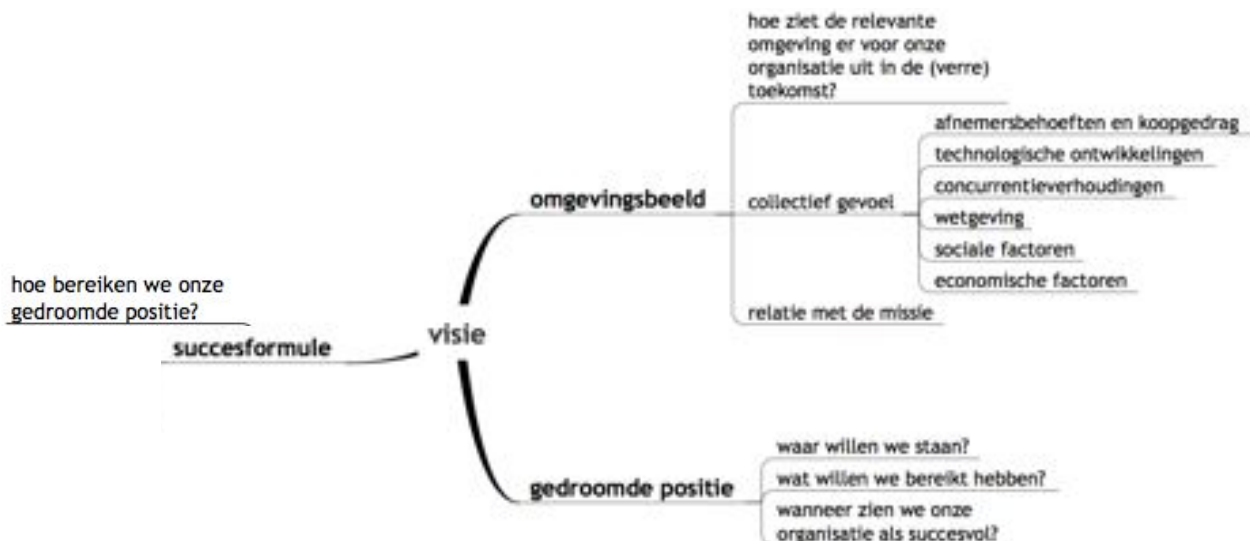 hoe ziet de relevante
omgeving er voor onze
organisatie uit in de (verre)
toekomst?
afnemersbehoeften en koopgedrag
technologische ontwikkelingen
omgevingsbeeld
collectief gevoel
concurrentieverhoudingen
wetgeving
sociale factoren
economische factoren
relatie met de missie
hoe bereiken we onze
gedroomde positie?
succesformule
visie
gedroomde positie
waar willen we staan?
wat willen we bereikt hebben?
wanneer zien we onze
organisatie als succesvol?